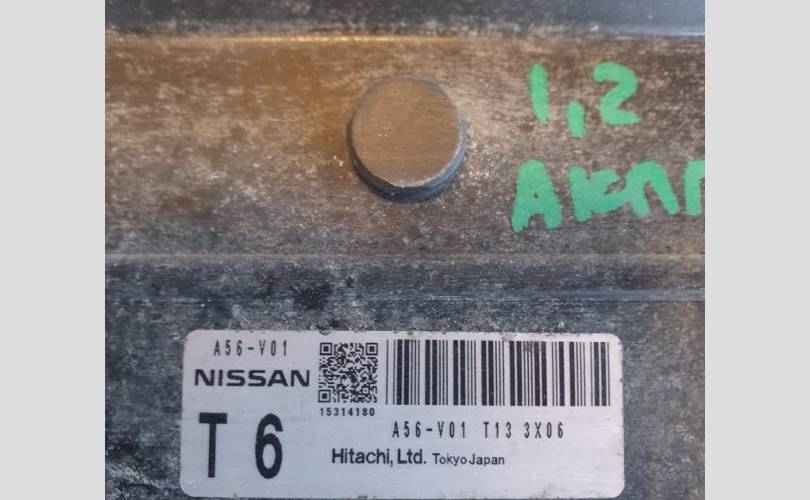 1,2
АКПП
A56-V01
NISSAN
15314180
T 6
A56-V01 T13 3X06
Hitachi, Ltd. Tokyo Japan